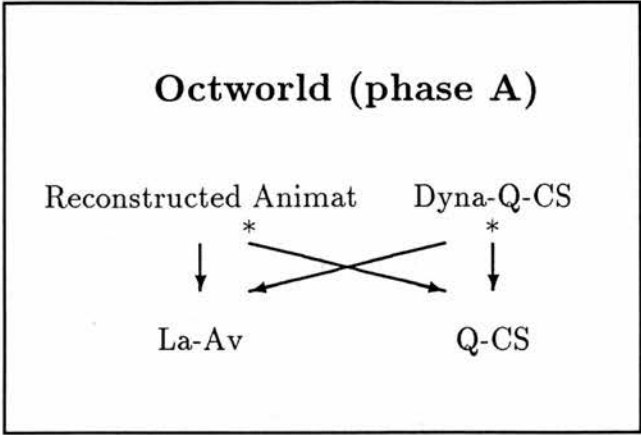 Octworld (phase A)
Reconstructed Animat Dyna-Q-CS
* *
La-Av Q-CS